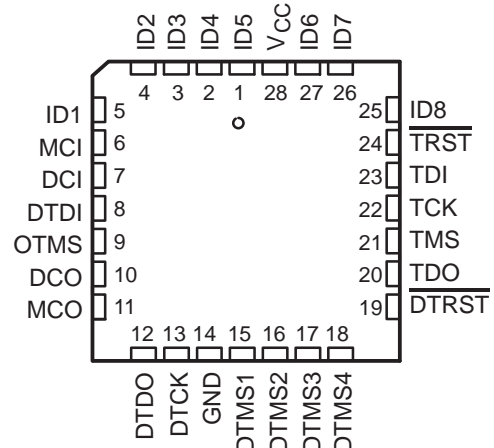 ID2 ID3 ID4 ID5 VCC ID6 ID7
4 3 2 1 28 27 26
ID1 5 25 ID8
MCI 6 24 TRST
DCI 7 23 TDI
DTDI 8 22 TCK
OTMS 9 21 TMS
DCO 10 20 TDO
MCO 11 19 DTRST
12 13 14 15 16 17 18
DTDO DTCK GND DTMS1 DTMS2 DTMS3 DTMS4